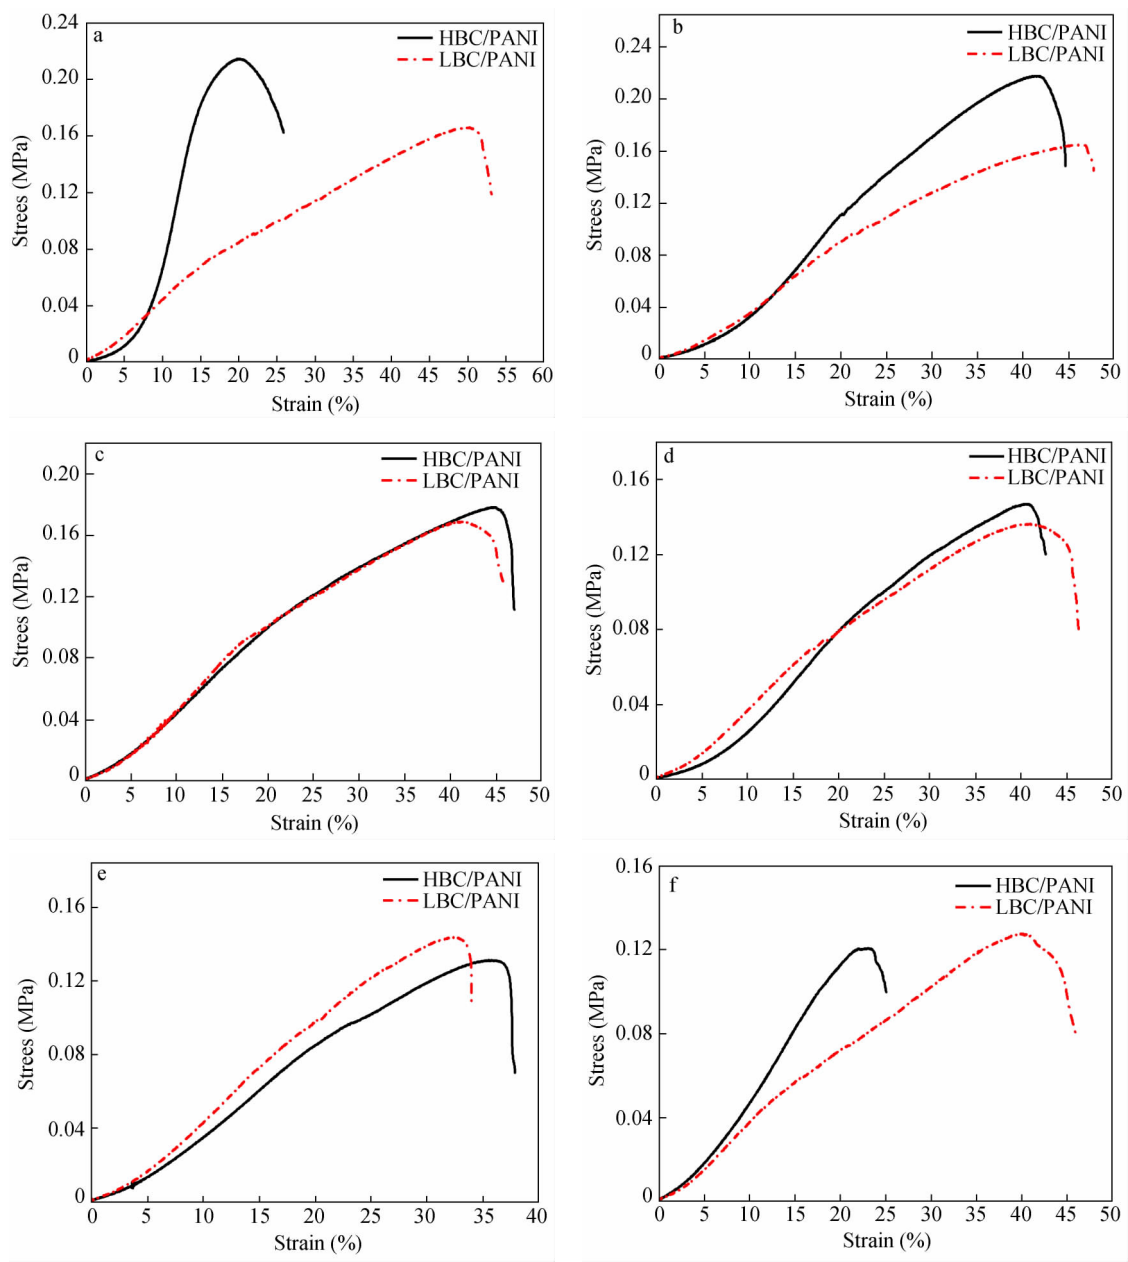 a
HBC/PANI
LBC/PANI
0.24
0.20
0.16
0.12
0.08
0.04
0
Strees (MPa)
0 5 10 15 20 25 30 35 40 45 50 55 60
Strain (%)
b
HBC/PANI
LBC/PANI
0.24
0.20
0.16
0.12
0.08
0.04
0
Strees (MPa)
0 5 10 15 20 25 30 35 40 45 50
Strain (%)
c
HBC/PANI
LBC/PANI
0.20
0.16
0.12
0.08
0.04
0
Strees (MPa)
0 5 10 15 20 25 30 35 40 45 50
Strain (%)
d
HBC/PANI
LBC/PANI
0.16
0.12
0.08
0.04
0
Strees (MPa)
0 5 10 15 20 25 30 35 40 45 50
Strain (%)
e
HBC/PANI
LBC/PANI
0.16
0.12
0.08
0.04
0
Strees (MPa)
0 5 10 15 20 25 30 35 40
Strain (%)
f
HBC/PANI
LBC/PANI
0.16
0.12
0.08
0.04
0
Strees (MPa)
0 5 10 15 20 25 30 35 40 45 50
Strain (%)